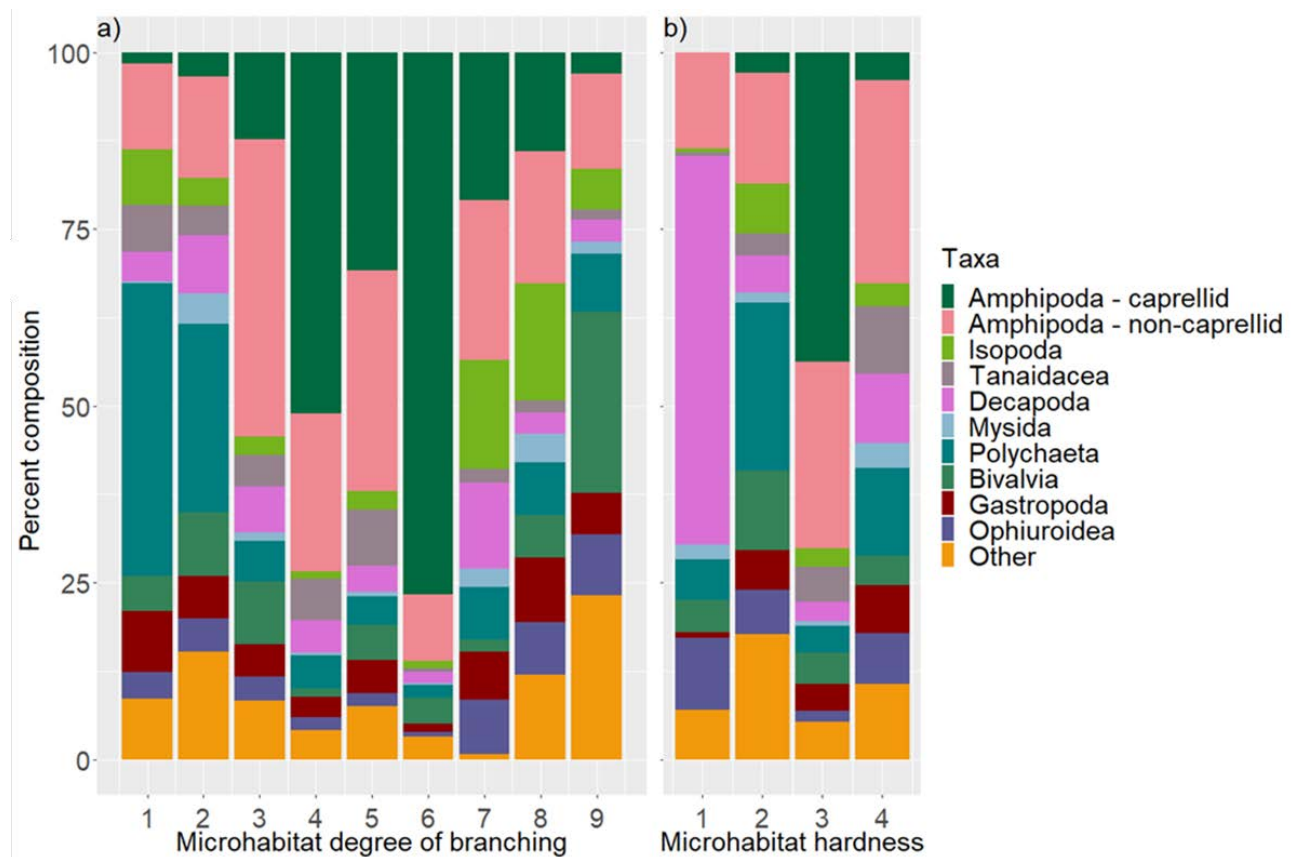 a)
b)
100
75
50
25
0
Percent composition
1 2 3 4 5 6 7 8 9
Microhabitat degree of branching
1 2 3 4
Microhabitat hardness
Taxa
Amphipoda - caprellid
Amphipoda - non-caprellid
Isopoda
Tanaidacea
Decapoda
Mysida
Polychaeta
Bivalvia
Gastropoda
Ophiuroidea
Other